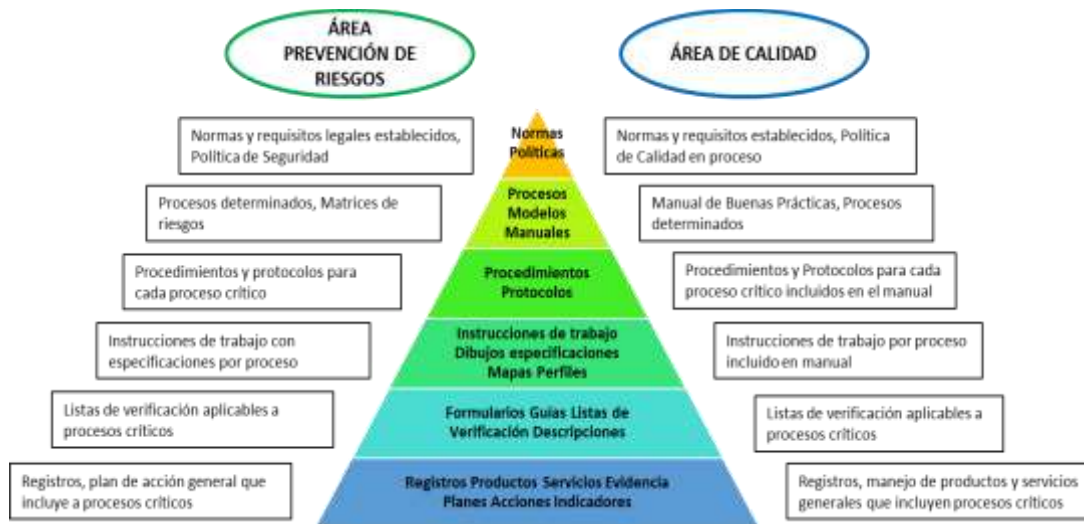 ÁREA
PREVENCIÓN DE
RIESGOS
ÁREA DE CALIDAD
Normas y requisitos legales establecidos,
Política de Seguridad
Normas
Políticas
Normas y requisitos establecidos, Política
de Calidad en proceso
Procesos determinados, Matrices de
riesgos
Procesos
Modelos
Manuales
Manual de Buenas Prácticas, Procesos
determinados
Procedimientos y protocolos para
cada proceso crítico
Procedimientos
Protocolos
Procedimientos y Protocolos para cada
proceso crítico incluidos en el manual
Instrucciones de trabajo con
especificaciones por proceso
Instrucciones de trabajo
Dibujos especificaciones
Mapas Perfiles
Instrucciones de trabajo por proceso
incluido en manual
Listas de verificación aplicables a
procesos críticos
Formularios Guías Listas de
Verificación Descripciones
Listas de verificación aplicables a
procesos críticos
Registros, plan de acción general que
incluye a procesos críticos
Registros Productos Servicios Evidencia
Planes Acciones Indicadores
Registros, manejo de productos y servicios
generales que incluyen procesos críticos